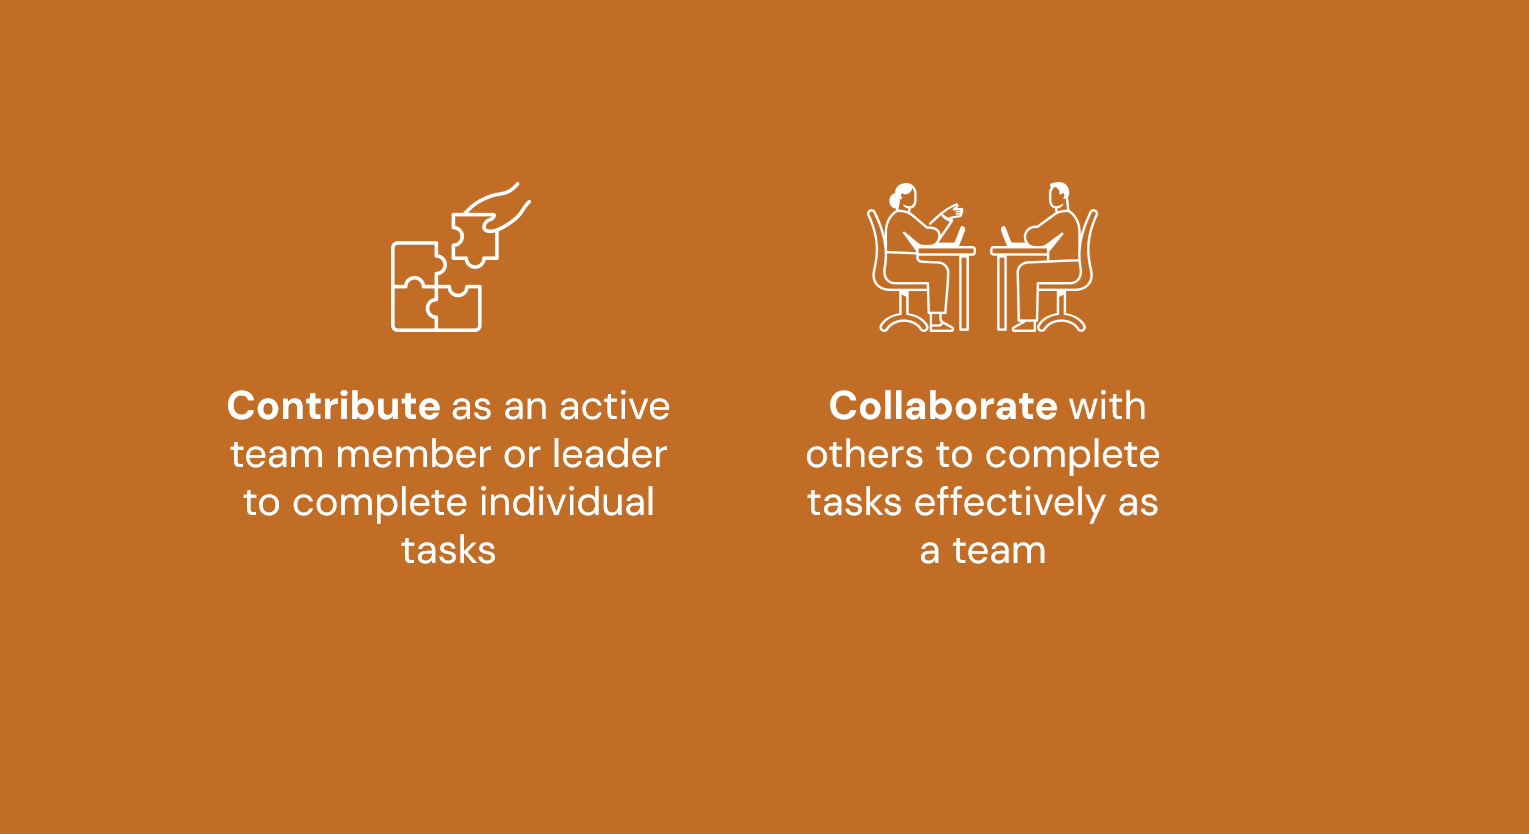 Contribute as an active
team member or leader
to complete individual
tasks
Collaborate with
others to complete
tasks effectively as
a team